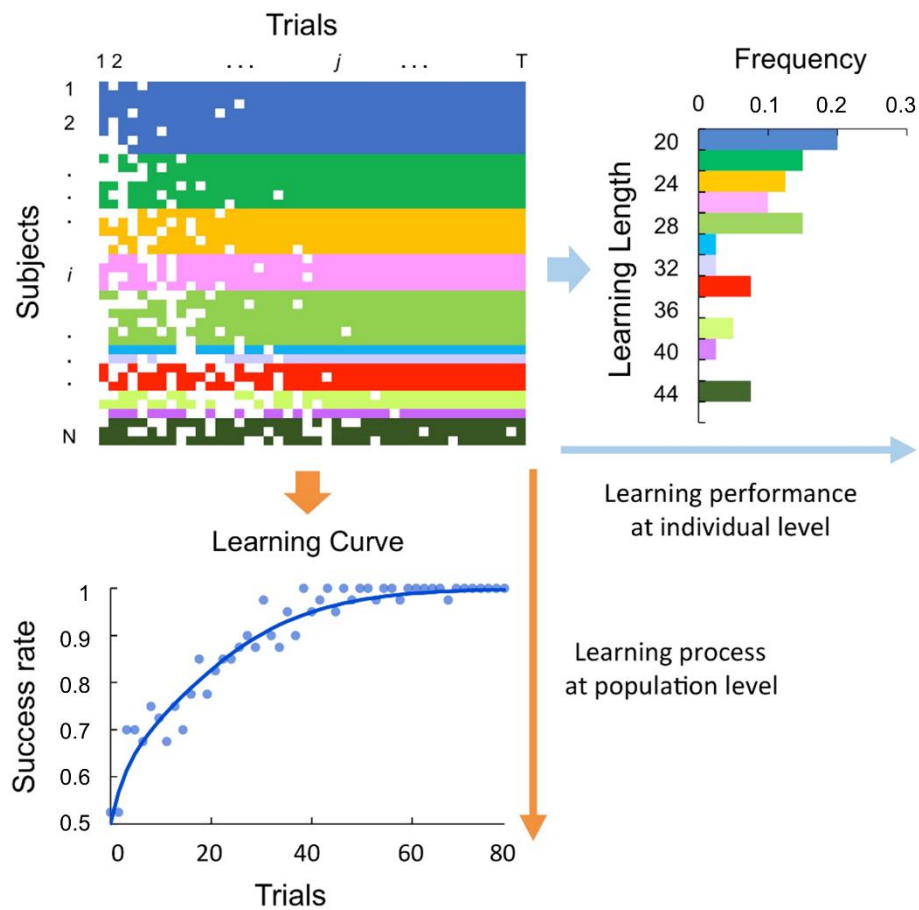 Trials
1 2 ... j ... T
Subjects
1
2
.
.
.
i
.
.
.
N
Frequency
0 0.1 0.2 0.3
Learning Length
20
24
28
32
36
40
44
Learning performance
at individual level
Learning Curve
Success rate
1
0.9
0.8
0.7
0.6
0.5
0 20 40 60 80
Trials
Learning process
at population level